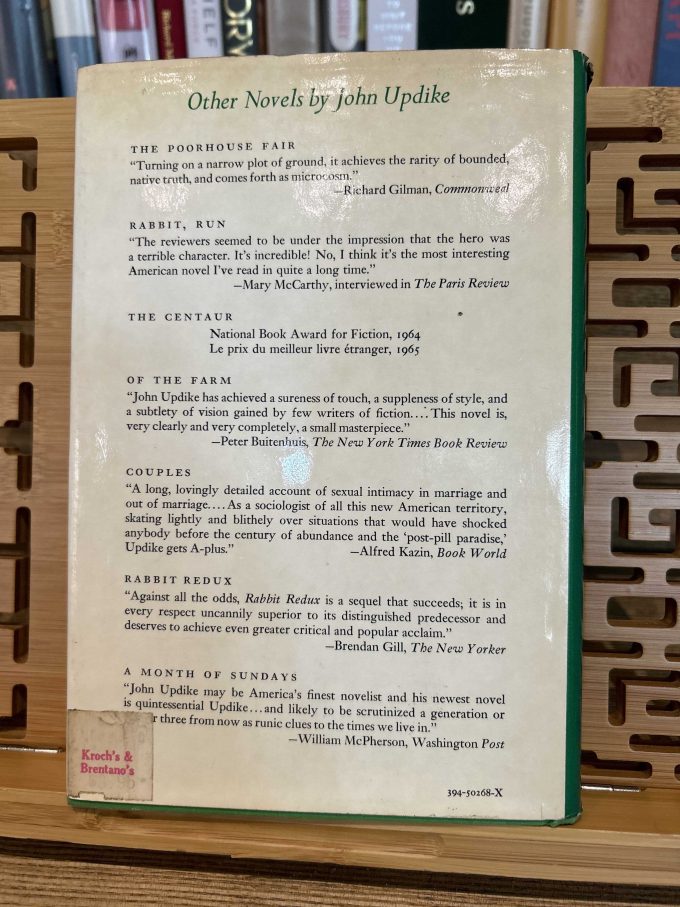 ELF
ORY
S
Other Novels by John Updike
THE POORHOUSE FAIR
“Turning on a narrow plot of ground, it achieves the rarity of bounded,
native truth, and comes forth as microcosm.”
—Richard Gilman, Commonweal
RABBIT, RUN
“The reviewers seemed to be under the impression that the hero was
a terrible character. It's incredible! No, I think it's the most interesting
American novel I've read in quite a long time.”
—Mary McCarthy, interviewed in The Paris Review
THE CENTAUR
National Book Award for Fiction, 1964
Le prix du meilleur livre étranger, 1965
OF THE FARM
“John Updike has achieved a sureness of touch, a suppleness of style, and
a subtlety of vision gained by few writers of fiction.... This novel is,
very clearly and very completely, a small masterpiece.”
—Peter Buitenhuis, The New York Times Book Review
COUPLES
“A long, lovingly detailed account of sexual intimacy in marriage and
out of marriage.... As a sociologist of all this new American territory,
skating lightly and blithely over situations that would have shocked
anybody before the century of abundance and the ‘post-pill paradise,’
Updike gets A-plus.” —Alfred Kazin, Book World
RABBIT REDUX
“Against all the odds, Rabbit Redux is a sequel that succeeds; it is in
every respect uncannily superior to its distinguished predecessor and
deserves to achieve even greater critical and popular acclaim.”
—Brendan Gill, The New Yorker
A MONTH OF SUNDAYS
“John Updike may be America's finest novelist and his newest novel
is quintessential Updike...and likely to be scrutinized a generation or
r three from now as runic clues to the times we live in.”
—William McPherson, Washington Post
Kroch's &
Brentano's
394-50268-X